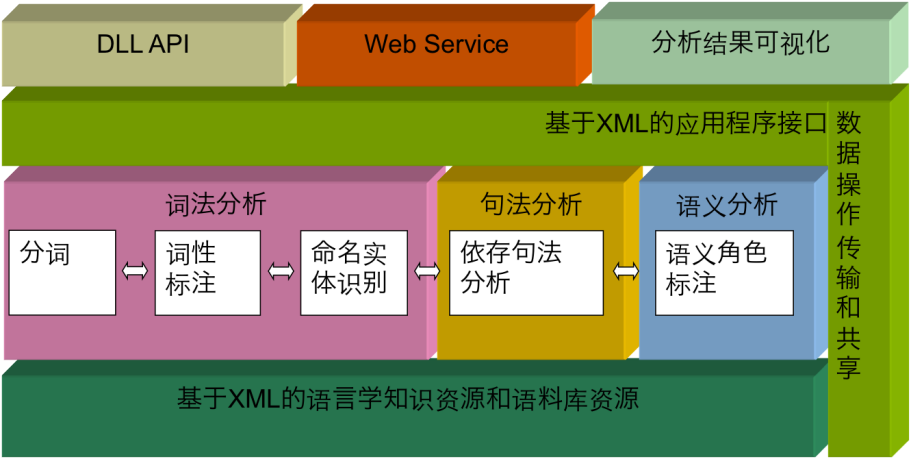 DLL API
Web Service
分析结果可视化
基于XML的应用程序接口
数据操作传输和共享
词法分析
句法分析
语义分析
分词
词性
标注
命名实
体识别
依存句法
分析
语义角色
标注
基于XML的语言学知识资源和语料库资源